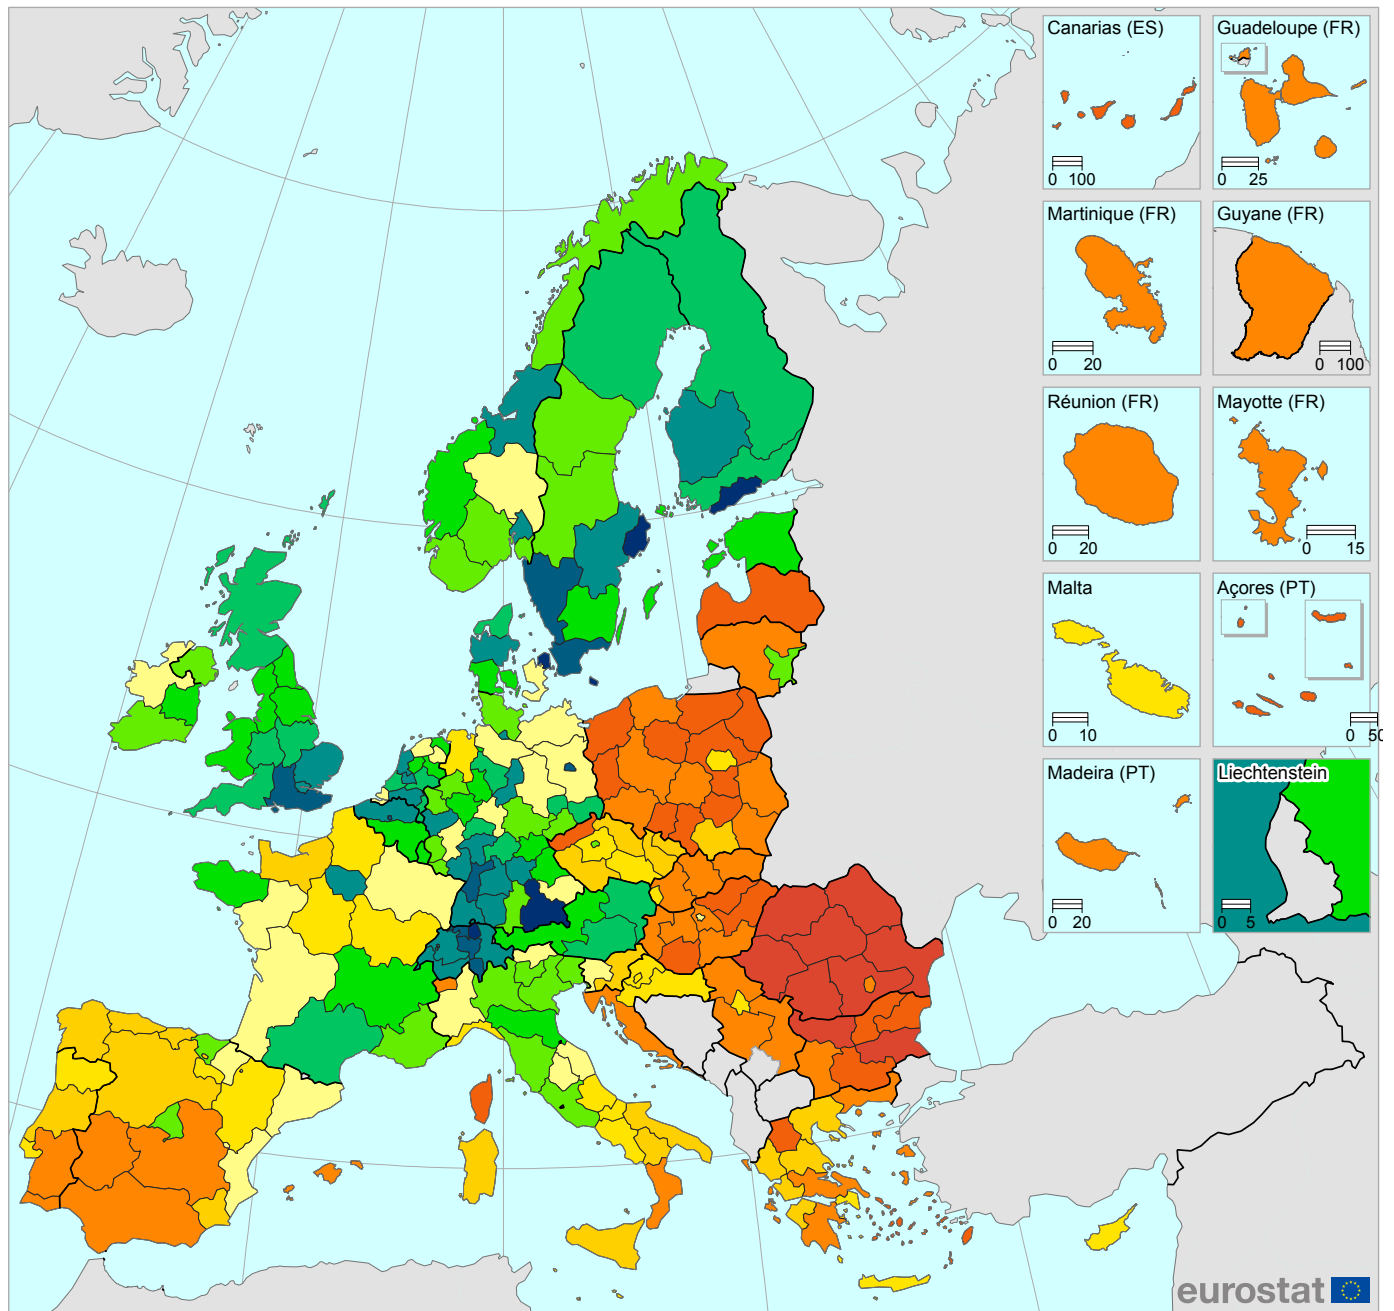 Canarias (ES)
0 100
Guadeloupe (FR)
0 25
Martinique (FR)
0 20
Guyane (FR)
0 100
Réunion (FR)
0 20
Mayotte (FR)
0 15
Malta
0 10
Açores (PT)
0 50
Madeira (PT)
0 20
Liechtenstein
0 5
eurostat